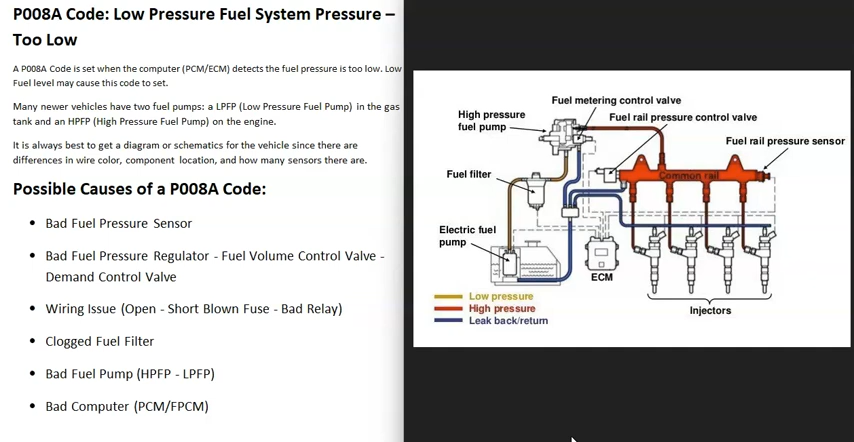 P008A Code: Low Pressure Fuel System Pressure –
Too Low
A P008A Code is set when the computer (PCM/ECM) detects the fuel pressure is too low. Low
Fuel level may cause this code to set.
Many newer vehicles have two fuel pumps: a LPFP (Low Pressure Fuel Pump) in the gas
tank and an HPFP (High Pressure Fuel Pump) on the engine.
It is always best to get a diagram or schematics for the vehicle since there are
differences in wire color, component location, and how many sensors there are.
Possible Causes of a P008A Code:
• Bad Fuel Pressure Sensor
• Bad Fuel Pressure Regulator - Fuel Volume Control Valve -
Demand Control Valve
• Wiring Issue (Open - Short Blown Fuse - Bad Relay)
• Clogged Fuel Filter
• Bad Fuel Pump (HPFP - LPFP)
• Bad Computer (PCM/FPCM)
Fuel metering control valve
High pressure
fuel pump
Fuel rail pressure control valve
Fuel rail pressure sensor
Common rail
Fuel filter
Electric fuel
pump
ECM
Low pressure
High pressure
Leak back/return
Injectors